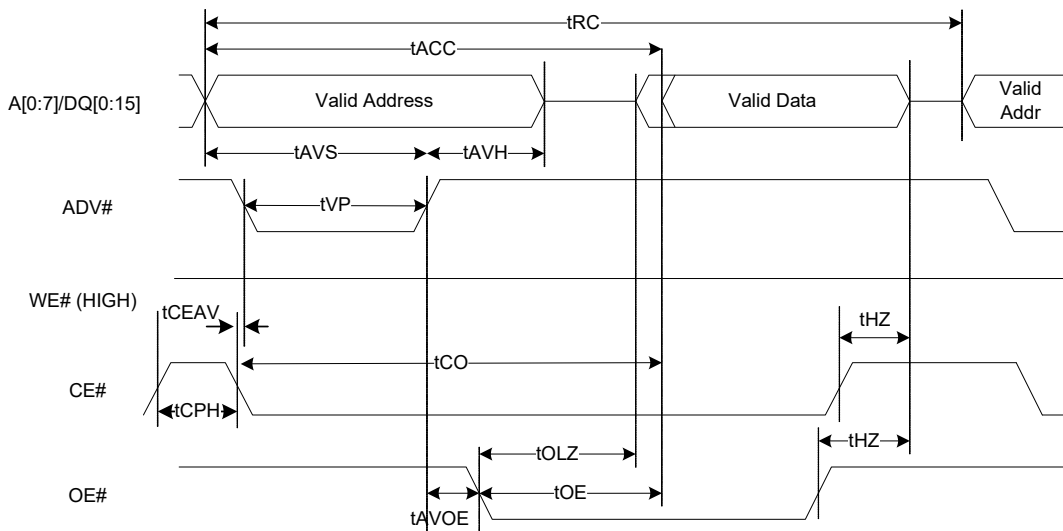 tRC
tACC
A[0:7]/DQ[0:15]
Valid Address
Valid Data
Valid
Addr
tAVS
tAVH
ADV#
tVP
WE# (HIGH)
tCEAV
tHZ
tCO
CE#
tCPH
tHZ
tOLZ
OE#
tOE
tAVOE